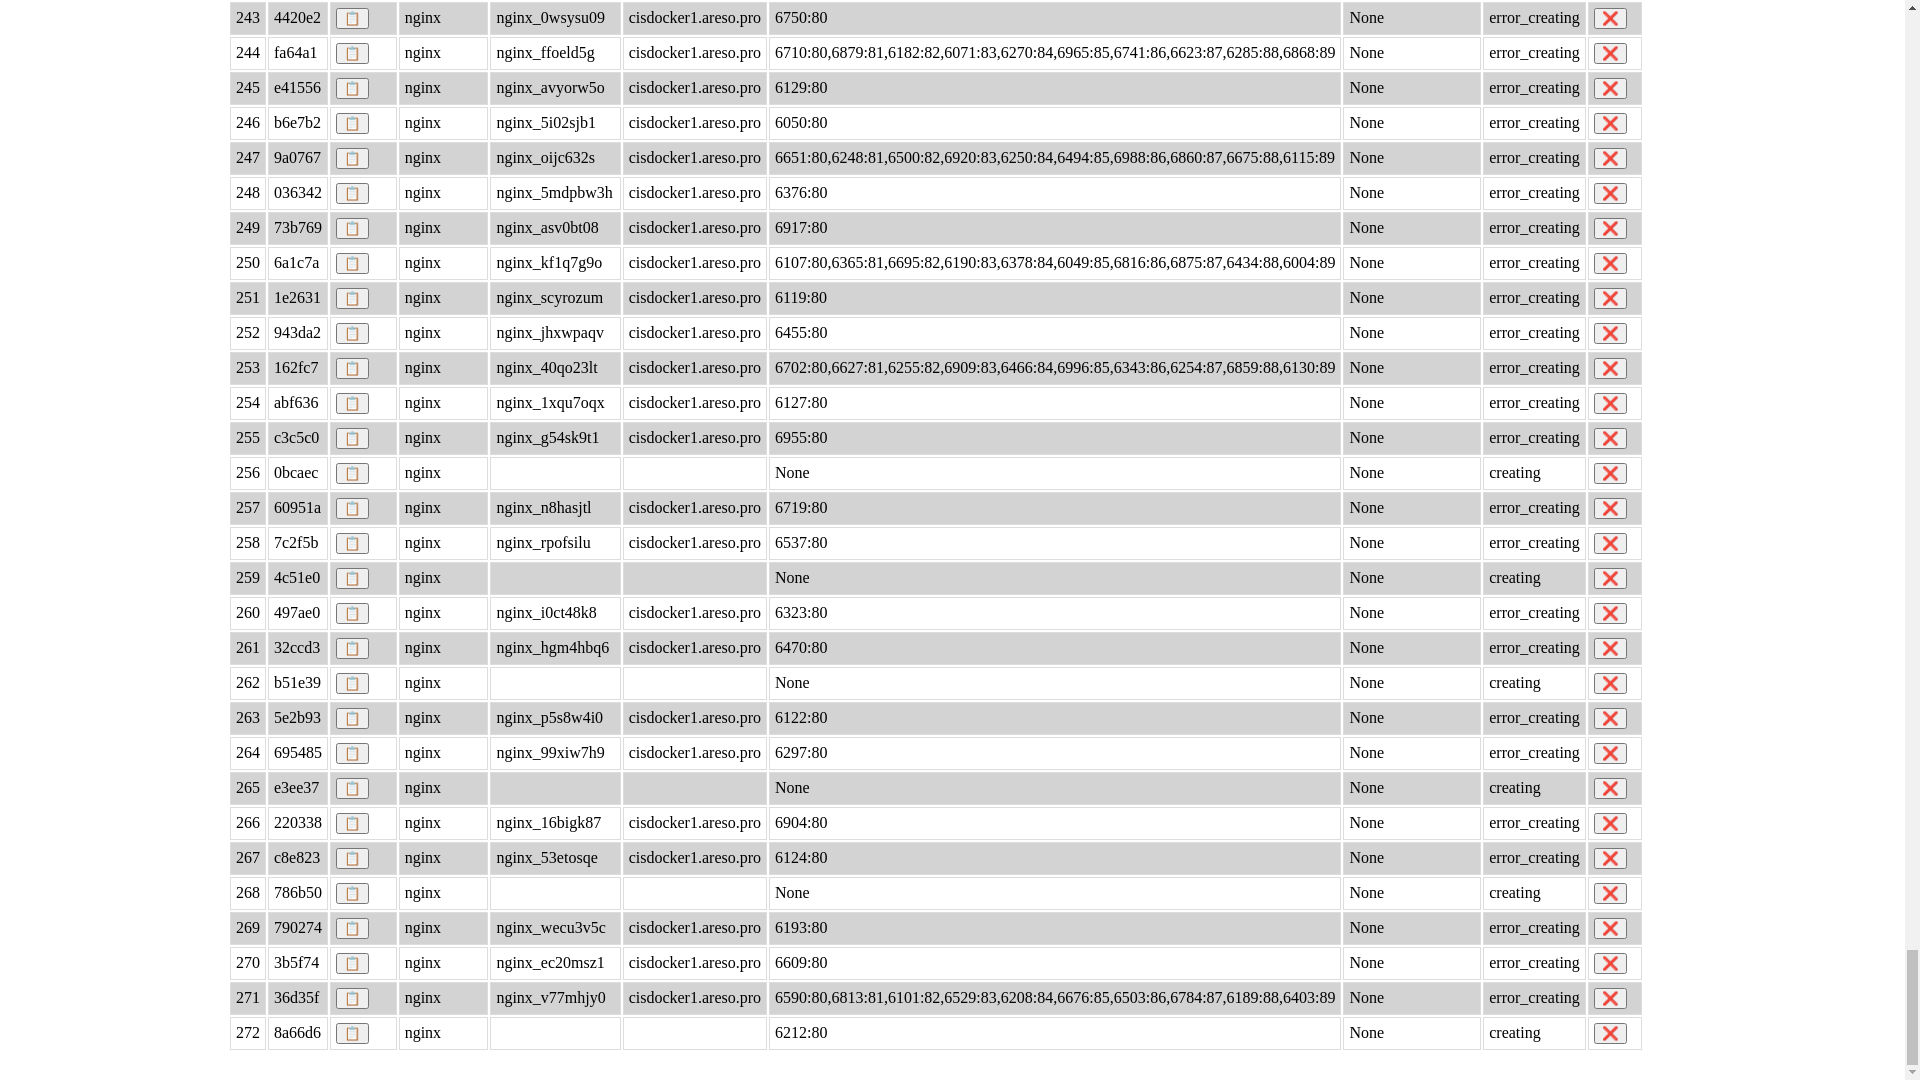 243 4420e2 nginx nginx_0wsysu09 cisdocker1.areso.pro 6750:80 None error_creating
244 fa64a1 nginx nginx_ffoeld5g cisdocker1.areso.pro 6710:80,6879:81,6182:82,6071:83,6270:84,6965:85,6741:86,6623:87,6285:88,6868:89 None error_creating
245 e41556 nginx nginx_avyorw5o cisdocker1.areso.pro 6129:80 None error_creating
246 b6e7b2 nginx nginx_5i02sjb1 cisdocker1.areso.pro 6050:80 None error_creating
247 9a0767 nginx nginx_oijc632s cisdocker1.areso.pro 6651:80,6248:81,6500:82,6920:83,6250:84,6494:85,6988:86,6860:87,6675:88,6115:89 None error_creating
248 036342 nginx nginx_5mdpbw3h cisdocker1.areso.pro 6376:80 None error_creating
249 73b769 nginx nginx_asv0bt08 cisdocker1.areso.pro 6917:80 None error_creating
250 6a1c7a nginx nginx_kf1q7g9o cisdocker1.areso.pro 6107:80,6365:81,6695:82,6190:83,6378:84,6049:85,6816:86,6875:87,6434:88,6004:89 None error_creating
251 1e2631 nginx nginx_scyrozum cisdocker1.areso.pro 6119:80 None error_creating
252 943da2 nginx nginx_jhxwpaqv cisdocker1.areso.pro 6455:80 None error_creating
253 162fc7 nginx nginx_40qo23lt cisdocker1.areso.pro 6702:80,6627:81,6255:82,6909:83,6466:84,6996:85,6343:86,6254:87,6859:88,6130:89 None error_creating
254 abf636 nginx nginx_1xqu7oqx cisdocker1.areso.pro 6127:80 None error_creating
255 c3c5c0 nginx nginx_g54sk9t1 cisdocker1.areso.pro 6955:80 None error_creating
256 0bcaec nginx None None creating
257 60951a nginx nginx_n8hasjtl cisdocker1.areso.pro 6719:80 None error_creating
258 7c2f5b nginx nginx_rpofsilu cisdocker1.areso.pro 6537:80 None error_creating
259 4c51e0 nginx None None creating
260 497ae0 nginx nginx_i0ct48k8 cisdocker1.areso.pro 6323:80 None error_creating
261 32ccd3 nginx nginx_hgm4hbq6 cisdocker1.areso.pro 6470:80 None error_creating
262 b51e39 nginx None None creating
263 5e2b93 nginx nginx_p5s8w4i0 cisdocker1.areso.pro 6122:80 None error_creating
264 695485 nginx nginx_99xiw7h9 cisdocker1.areso.pro 6297:80 None error_creating
265 e3ee37 nginx None None creating
266 220338 nginx nginx_16bigk87 cisdocker1.areso.pro 6904:80 None error_creating
267 c8e823 nginx nginx_53etosqe cisdocker1.areso.pro 6124:80 None error_creating
268 786b50 nginx None None creating
269 790274 nginx nginx_wecu3v5c cisdocker1.areso.pro 6193:80 None error_creating
270 3b5f74 nginx nginx_ec20msz1 cisdocker1.areso.pro 6609:80 None error_creating
271 36d35f nginx nginx_v77mhjy0 cisdocker1.areso.pro 6590:80,6813:81,6101:82,6529:83,6208:84,6676:85,6503:86,6784:87,6189:88,6403:89 None error_creating
272 8a66d6 nginx 6212:80 None creating